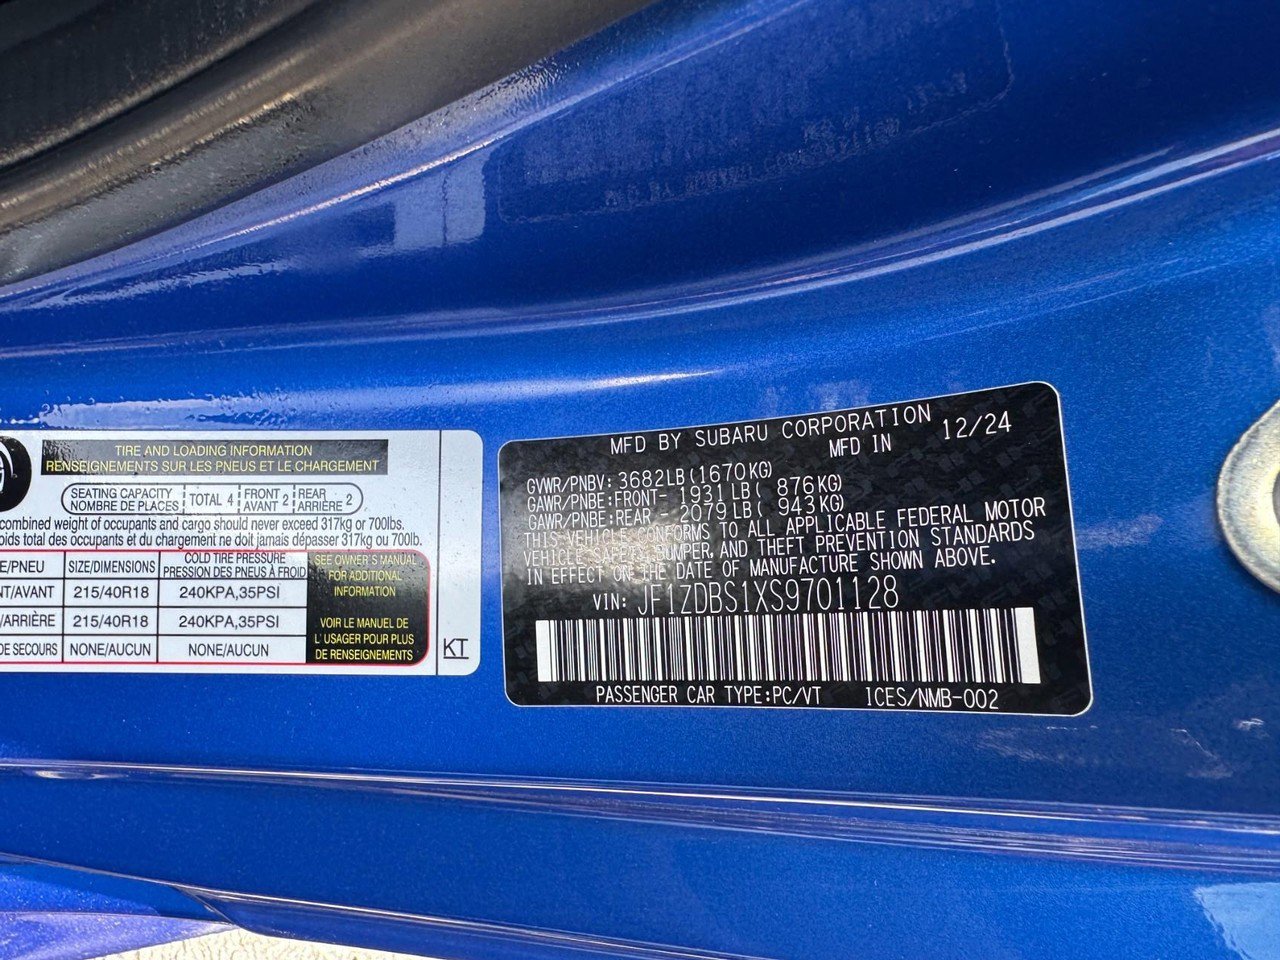 TIRE AND LOADING INFORMATION
RENSEIGNEMENTS SUR LES PNEUS ET LE CHARGEMENT
SEATING CAPACITY
NOMBRE DE PLACES
TOTAL 4
FRONT 2
AVANT
REAR 2
ARRIÈRE
combined weight of occupants and cargo should never exceed 317kg or 700lbs.
total des occupants et du chargement ne doit jamais dépasser 317kg ou 700lb.
E/PNEU SIZE/DIMENSIONS COLD TIRE PRESSURE
PRESSION DES PNEUS À FROID
/AVANT 215/40R18 240KPA,35PSI
/ARRIÈRE 215/40R18 240KPA,35PSI
DE SECOURS NONE/AUCUN NONE/AUCUN
SEE OWNER'S MANUAL
FOR ADDITIONAL
INFORMATION
VOIR LE MANUEL DE
L' USAGER POUR PLUS
DE RENSEIGNEMENTS
KT
MFD BY SUBARU CORPORATION
MFD IN 12/24
GVWR/PNBV: 3682LB(1670KG)
GAWR/PNBE:FRONT- 1931LB( 876KG)
GAWR/PNBE:REAR - 2079LB( 943KG)
THIS VEHICLE CONFORMS TO ALL APPLICABLE FEDERAL MOTOR
VEHICLE SAFETY, BUMPER, AND THEFT PREVENTION STANDARDS
IN EFFECT ON THE DATE OF MANUFACTURE SHOWN ABOVE.
VIN: JF1ZDBS1XS9701128
PASSENGER CAR TYPE:PC/VT ICES/NMB-002